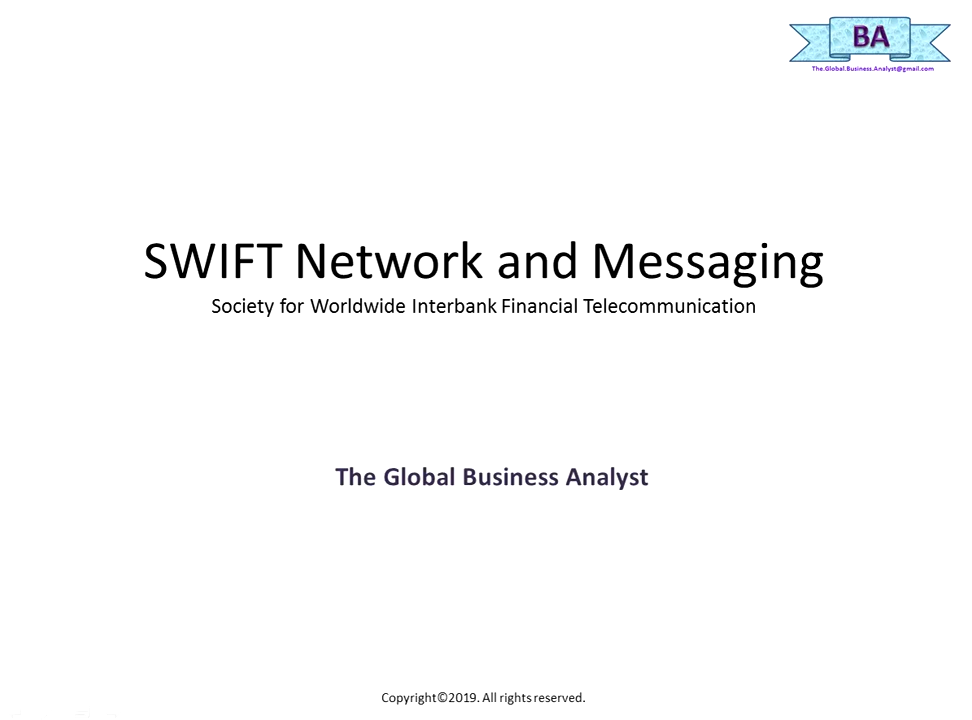 BA
The.Global.Business.Analyst@gmail.com
SWIFT Network and Messaging
Society for Worldwide Interbank Financial Telecommunication
The Global Business Analyst
Copyright©2019. All rights reserved.